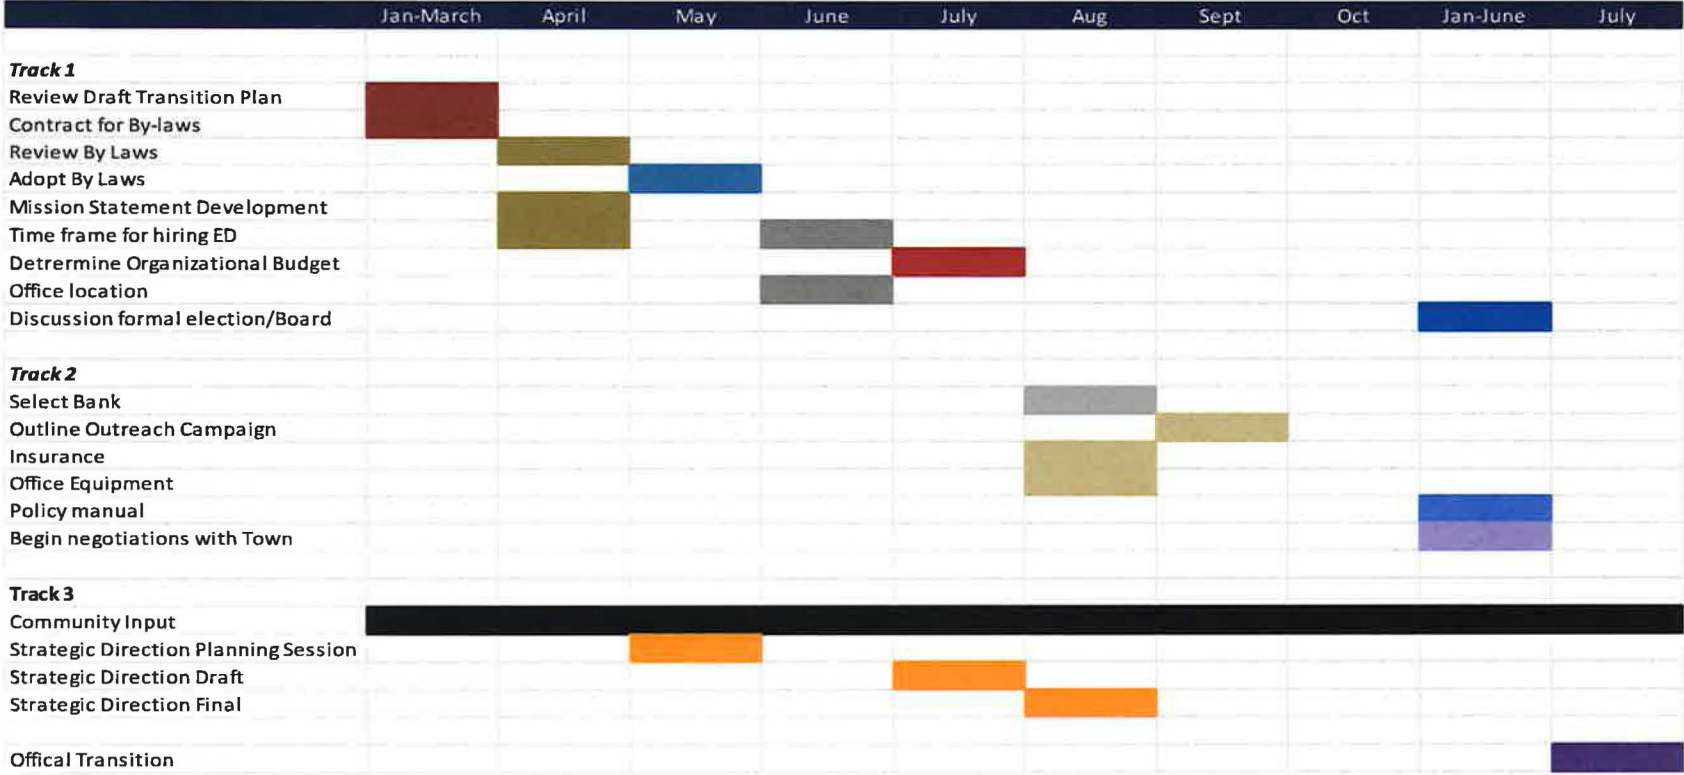 Jan-March April May June July Aug Sept Oct Jan-June July
Track 1
Review Draft Transition Plan
Contract for By-laws
Review By Laws
Adopt By Laws
Mission Statement Development
Time frame for hiring ED
Detrermine Organizational Budget
Office location
Discussion formal election/Board
Track 2
Select Bank
Outline Outreach Campaign
Insurance
Office Equipment
Policy manual
Begin negotiations with Town
Track 3
Community Input
Strategic Direction Planning Session
Strategic Direction Draft
Strategic Direction Final
Offical Transition